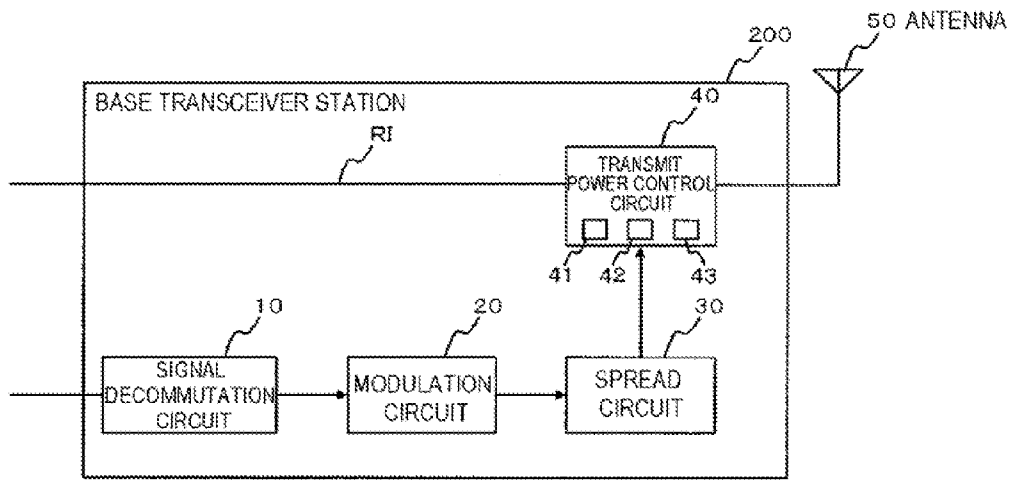 50 ANTENNA
200
BASE TRANSCEIVER STATION
40
RI
TRANSMIT
POWER CONTROL
CIRCUIT
41
42
43
10
20
30
SIGNAL
DECOMMUTATION
CIRCUIT
MODULATION
CIRCUIT
SPREAD
CIRCUIT